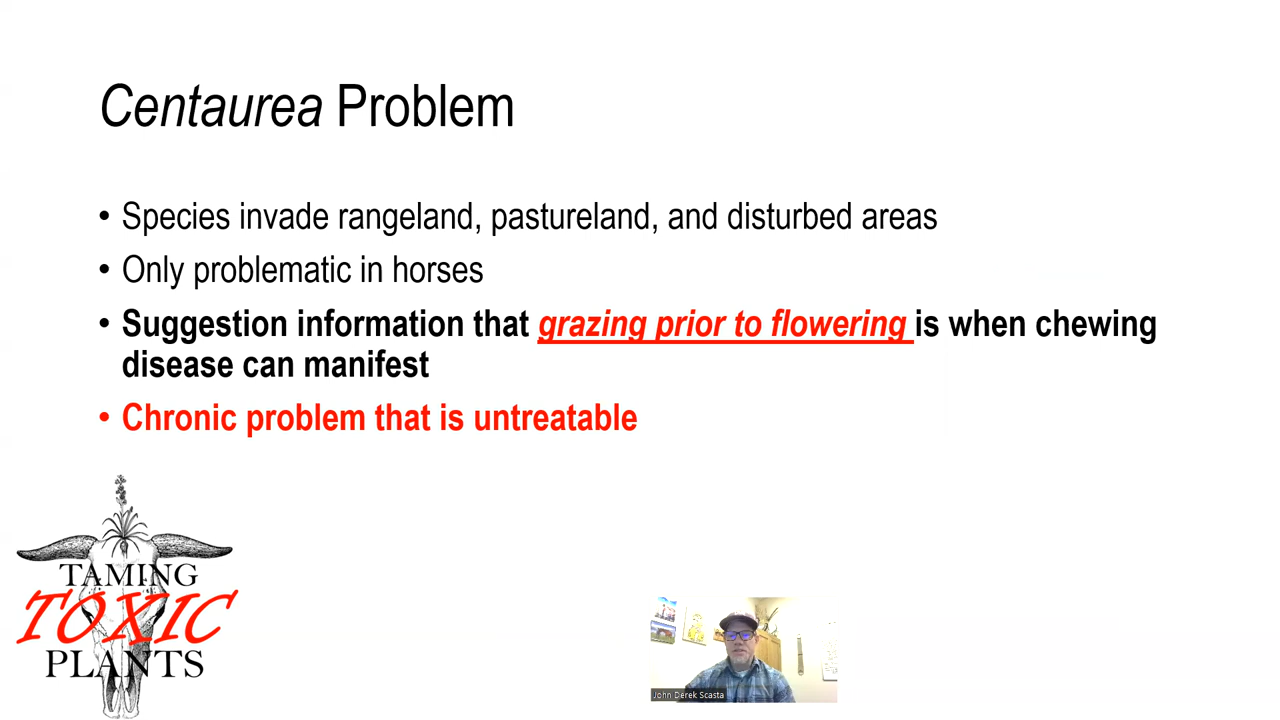 Centaurea Problem
• Species invade rangeland, pastureland, and disturbed areas
• Only problematic in horses
• Suggestion information that grazing prior to flowering is when chewing
disease can manifest
• Chronic problem that is untreatable
TAMING
TOXIC
PLANTS
John Derek Scasta